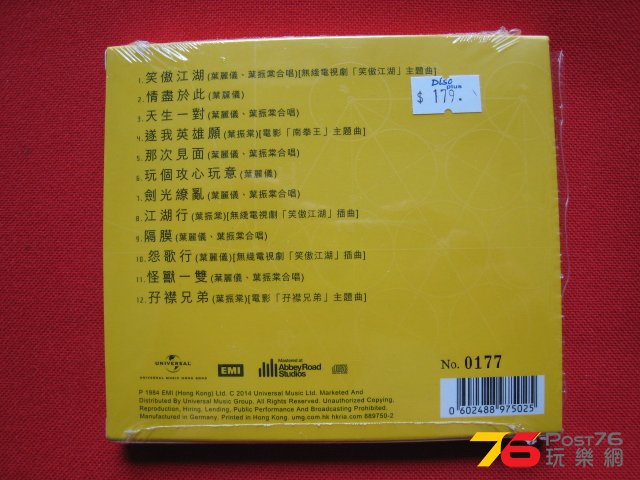 Disc Plus
$ 179.
1. 笑傲江湖 (葉麗儀、葉振棠合唱)[無綫電視劇「笑傲江湖」主題曲]
2. 情盡於此 (葉麗儀)
3. 天生一對 (葉麗儀、葉振棠合唱)
4. 遂我英雄願 (葉振棠)[電影「南拳王」主題曲]
5. 那次見面 (葉麗儀、葉振棠合唱)
6. 玩個攻心玩意 (葉麗儀)
7. 劍光繚亂 (葉麗儀、葉振棠合唱)
8. 江湖行 (葉振棠)[無綫電視劇「笑傲江湖」插曲]
9. 隔膜 (葉麗儀、葉振棠合唱)
10. 怨歌行 (葉麗儀)[無綫電視劇「笑傲江湖」插曲]
11. 怪獸一雙 (葉麗儀、葉振棠合唱)
12. 孖襟兄弟 (葉振棠)[電影「孖襟兄弟」主題曲]
UNIVERSAL
UNIVERSAL MUSIC HONG KONG
EMI
Mastered at
Abbey Road
Studios
No. 0177
P 1984 EMI (Hong Kong) Ltd. C 2014 Universal Music Ltd. Marketed And
Distributed By Universal Music Group. All Rights Reserved. Unauthorized Copying,
Reproduction, Hiring, Lending, Public Performance And Broadcasting Prohibited.
Manufactured in Germany. Printed in Hong Kong. umg.com.hk hkria.com 889750-2
0 602488 975025
76 Post76
玩樂網